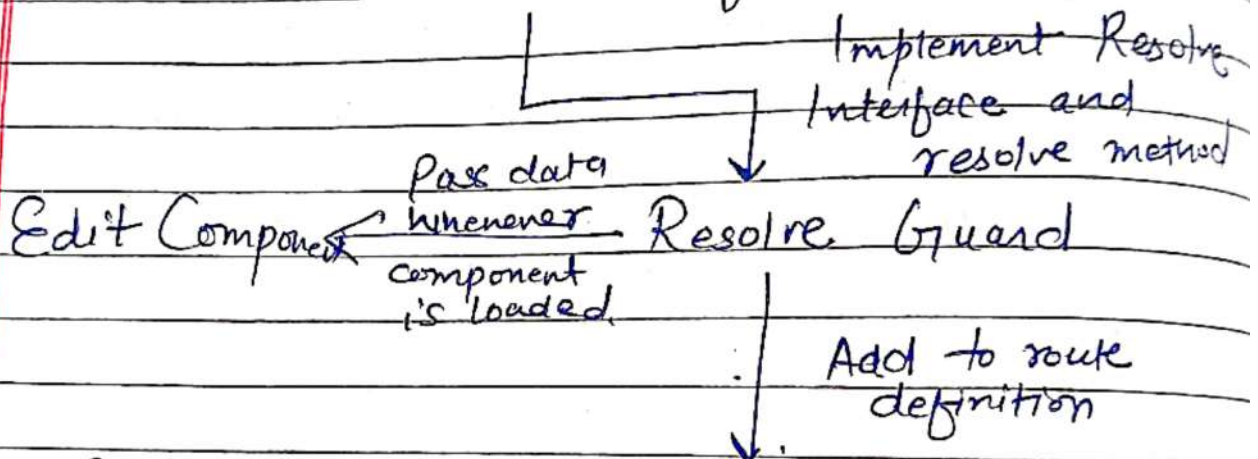 Implement Resolve
Interface and
resolve method
Pass data
whenever
Edit Component
Resolve Guard
component
is loaded.
Add to route
definition